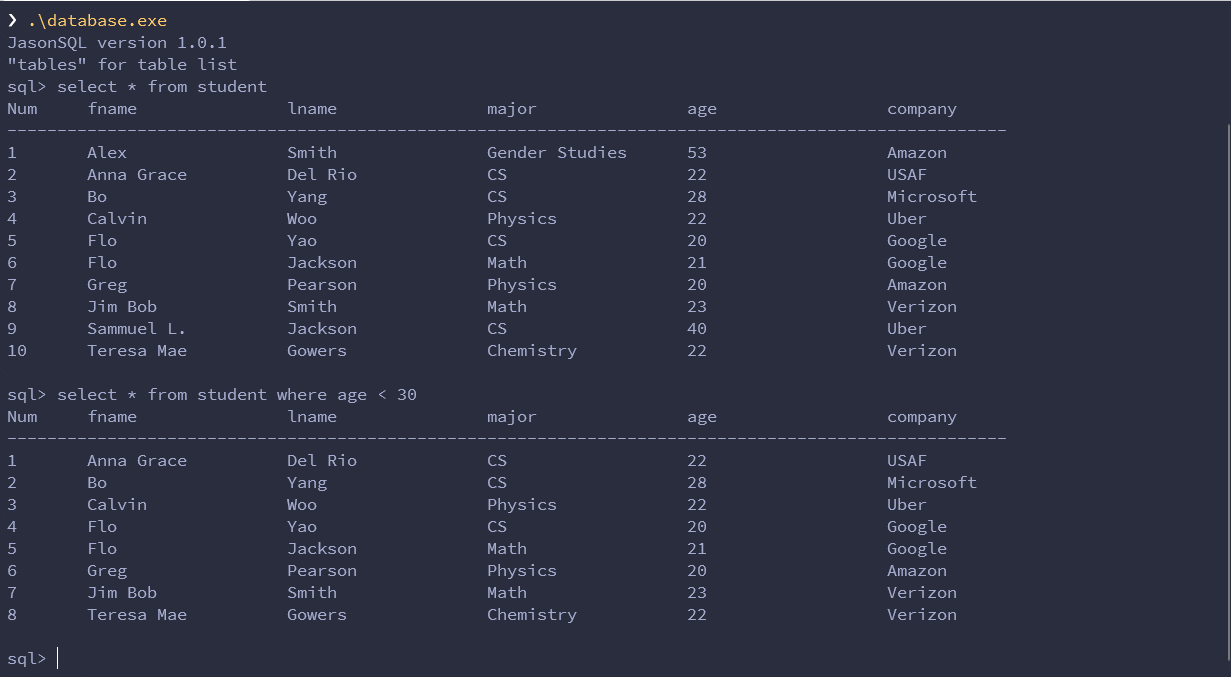 ❯ .\database.exe
JasonSQL version 1.0.1
"tables" for table list
sql> select * from student
Num     fname               lname               major               age                 company
----------------------------------------------------------------------------------------------------
1       Alex                Smith               Gender Studies      53                  Amazon
2       Anna Grace          Del Rio             CS                  22                  USAF
3       Bo                  Yang                CS                  28                  Microsoft
4       Calvin              Woo                 Physics             22                  Uber
5       Flo                 Yao                 CS                  20                  Google
6       Flo                 Jackson             Math                21                  Google
7       Greg                Pearson             Physics             20                  Amazon
8       Jim Bob             Smith               Math                23                  Verizon
9       Sammuel L.          Jackson             CS                  40                  Uber
10      Teresa Mae          Gowers              Chemistry           22                  Verizon

sql> select * from student where age < 30
Num     fname               lname               major               age                 company
----------------------------------------------------------------------------------------------------
1       Anna Grace          Del Rio             CS                  22                  USAF
2       Bo                  Yang                CS                  28                  Microsoft
3       Calvin              Woo                 Physics             22                  Uber
4       Flo                 Yao                 CS                  20                  Google
5       Flo                 Jackson             Math                21                  Google
6       Greg                Pearson             Physics             20                  Amazon
7       Jim Bob             Smith               Math                23                  Verizon
8       Teresa Mae          Gowers              Chemistry           22                  Verizon

sql>